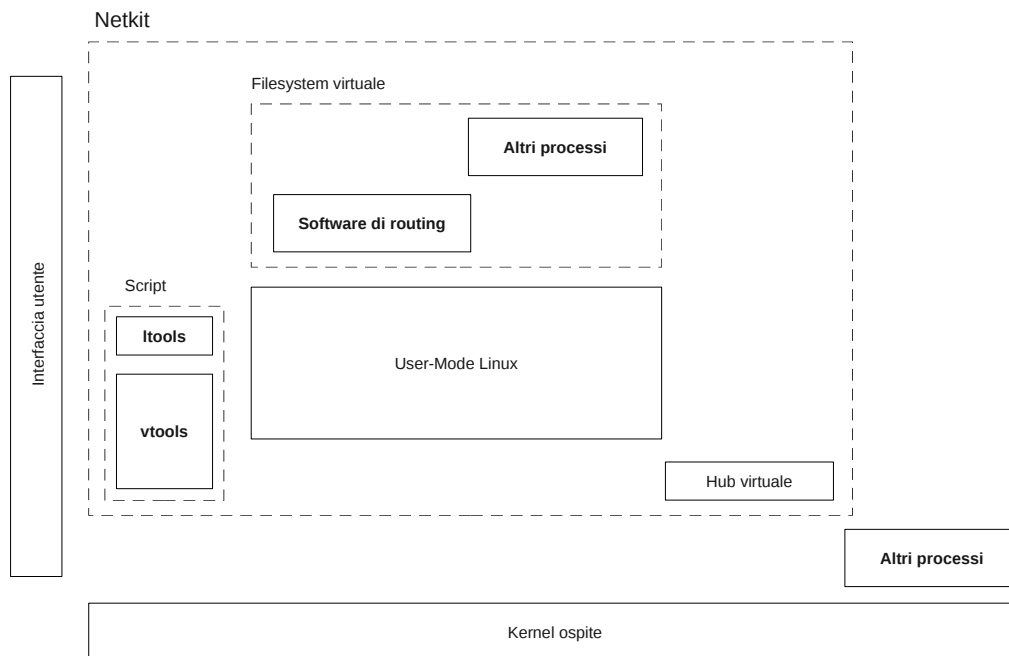 Netkit
Filesystem virtuale
Altri processi
Software di routing
Interfaccia utente
Script
ltools
vtools
User-Mode Linux
Hub virtuale
Altri processi
Kernel ospite